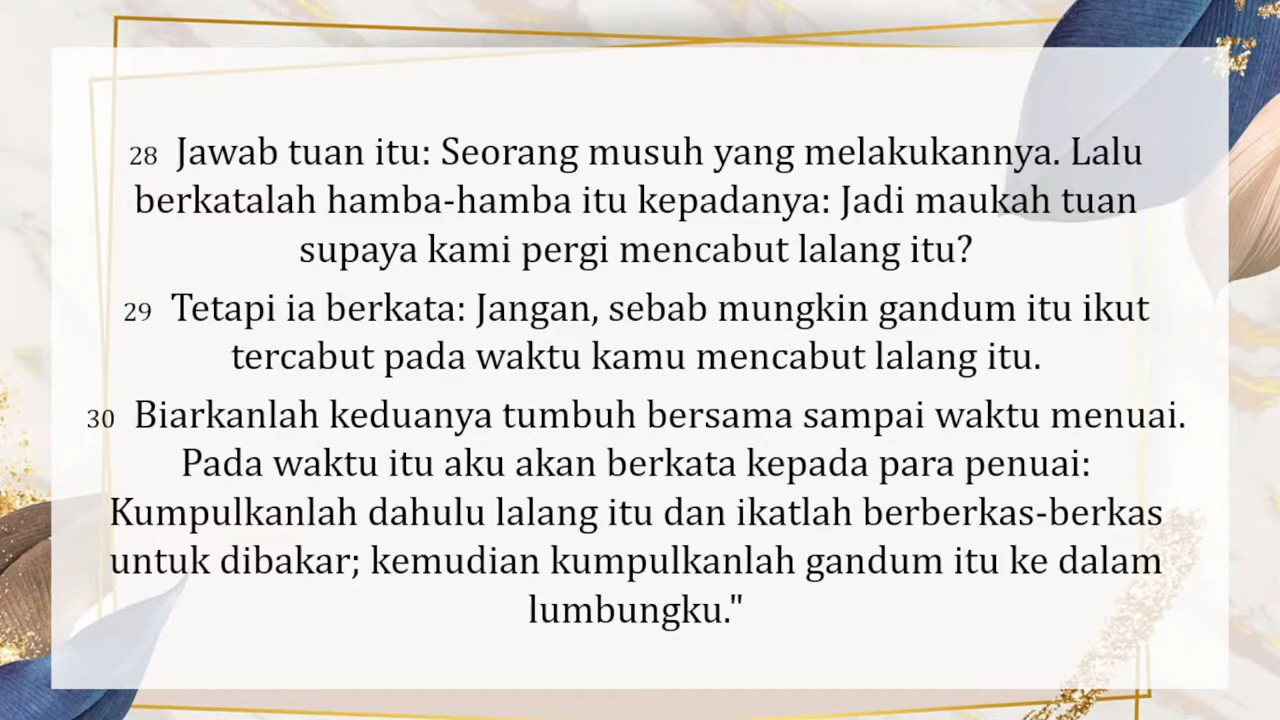 28 Jawab tuan itu: Seorang musuh yang melakukannya. Lalu
berkatalah hamba-hamba itu kepadanya: Jadi maukah tuan
supaya kami pergi mencabut lalang itu?
29 Tetapi ia berkata: Jangan, sebab mungkin gandum itu ikut
tercabut pada waktu kamu mencabut lalang itu.
30 Biarkanlah keduanya tumbuh bersama sampai waktu menuai.
Pada waktu itu aku akan berkata kepada para penuai:
Kumpulkanlah dahulu lalang itu dan ikatlah berberkas-berkas
untuk dibakar; kemudian kumpulkanlah gandum itu ke dalam
lumbungku."